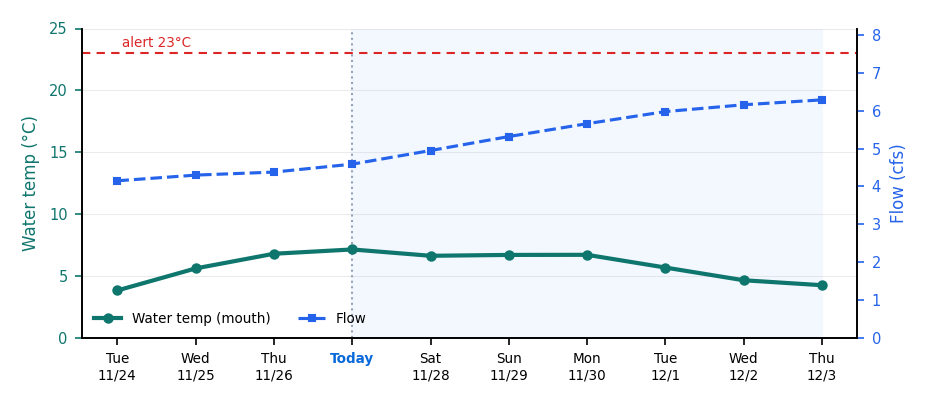 25
20
15
10
5
0
Water temp (°C)
alert 23°C
8
7
6
5
4
3
2
1
0
Flow (cfs)
Water temp (mouth)
Flow
Tue Wed Thu Today Sat Sun Mon Tue Wed Thu
11/24 11/25 11/26 11/28 11/29 11/30 12/1 12/2 12/3